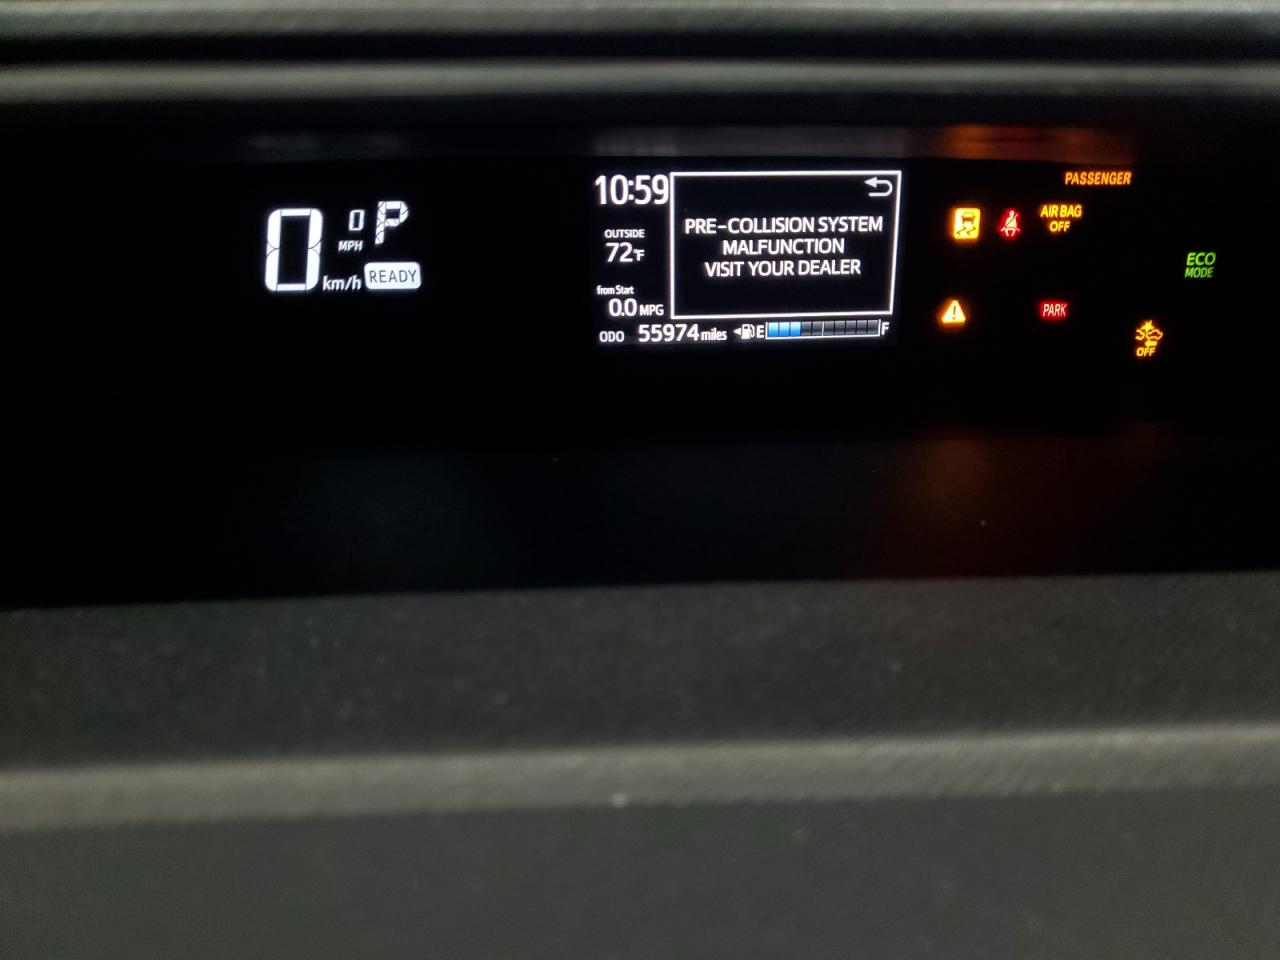 0
0
MPH
km/h
P
READY
10:59
OUTSIDE
72°F
from Start
0.0 MPG
ODO 55974 miles
PRE-COLLISION SYSTEM
MALFUNCTION
VISIT YOUR DEALER
E F
PASSENGER
AIR BAG
OFF
ECO
MODE
!
PARK
OFF